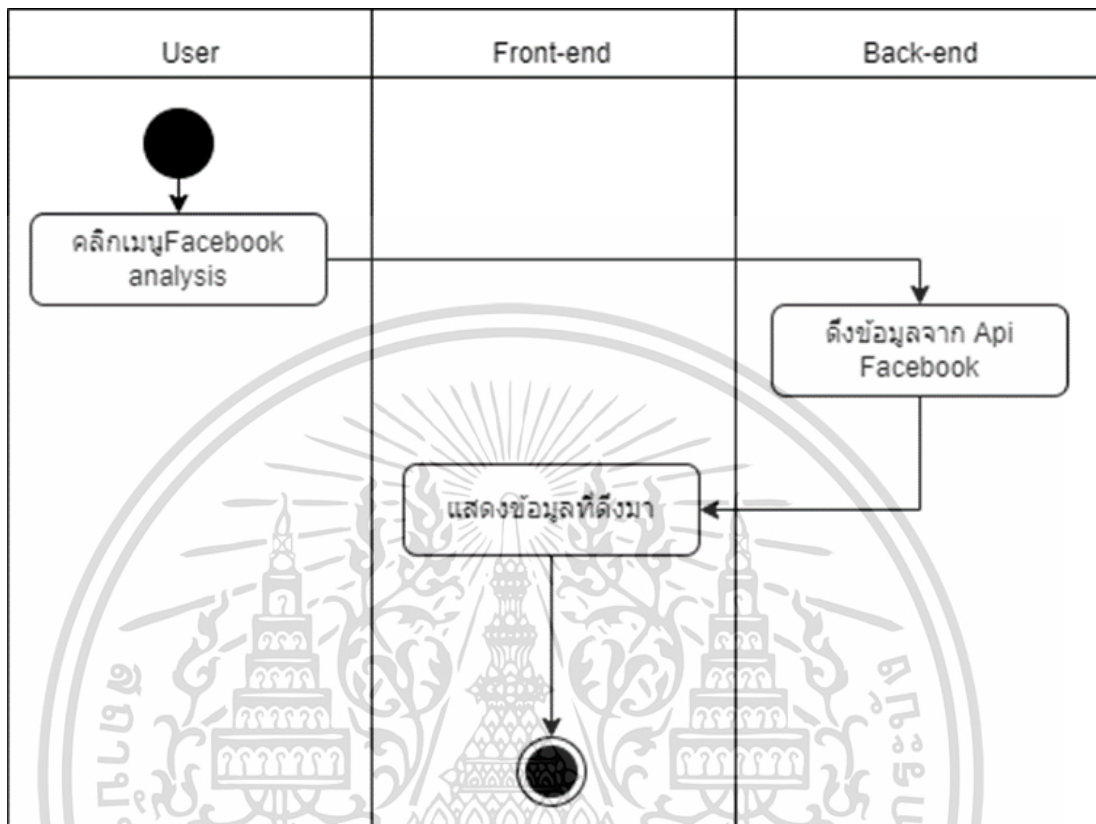 User
Front-end
Back-end
คลิกเมนูFacebook
analysis
ดึงข้อมูลจาก Api
Facebook
แสดงข้อมูลที่ดึงมา